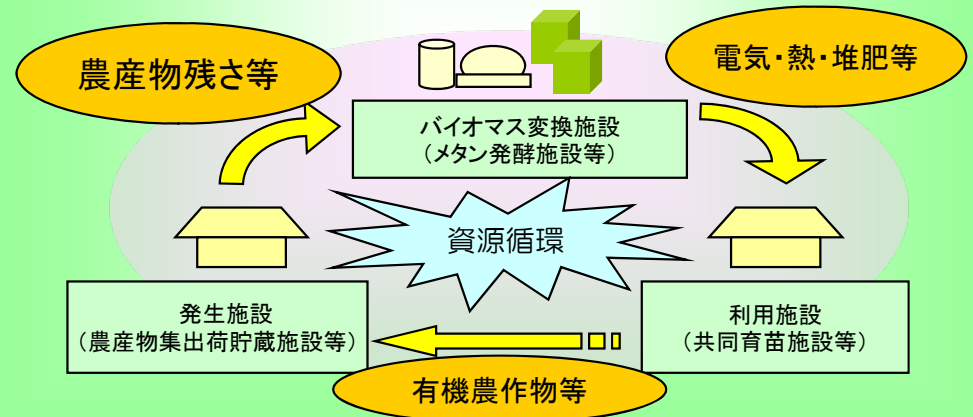 農産物残さ等
電気・熱・堆肥等
バイオマス変換施設
（メタン発酵施設等）
資源循環
発生施設
（農産物集出荷貯蔵施設等）
利用施設
（共同育苗施設等）
有機農作物等